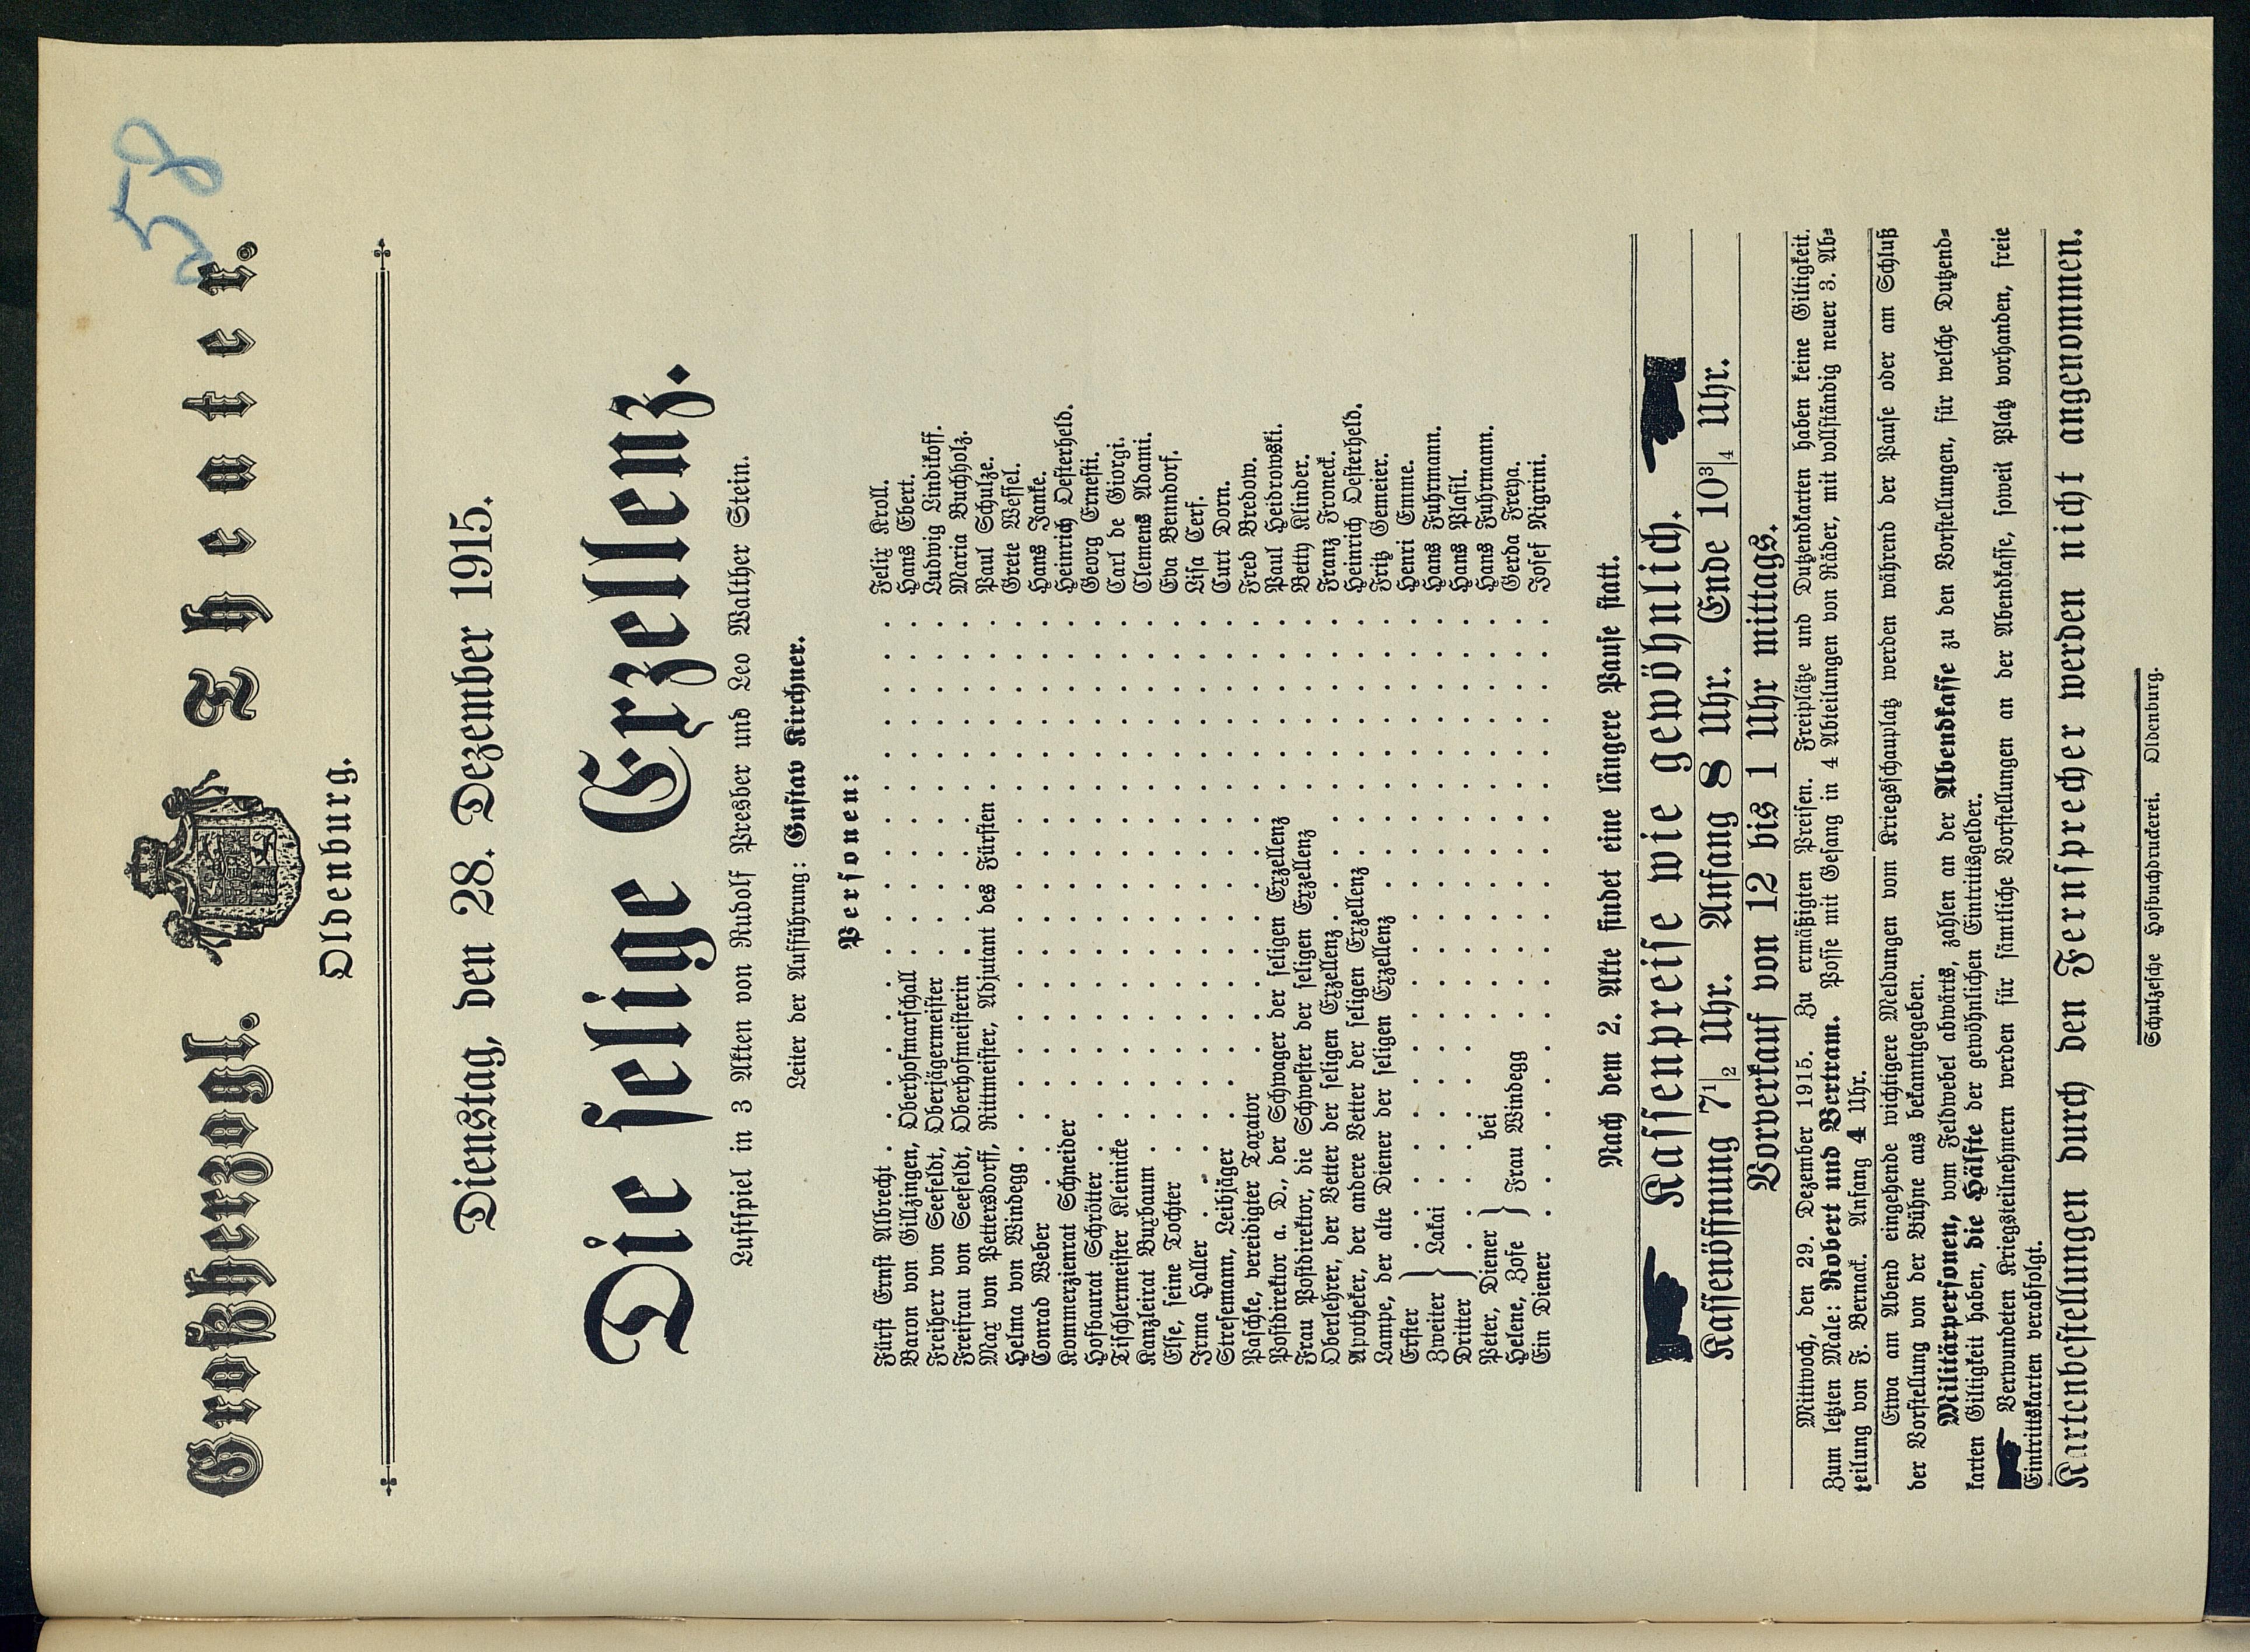 58
Großherzogl. Theater.
Oldenburg.
Dienstag, den 28. Dezember 1915.
Die selige Exzellenz.
Lustspiel in 3 Akten von Rudolf Presber und Leo Walther Stein.
Leiter der Aufführung: Gustav Kirchner.
Personen:
Fürst Ernst Albrecht . . . Felix Kroll.
Baron von Gillzingen, Oberhofmarschall . . . Hans Ebert.
Freiherr von Seefeldt, Oberjägermeister . . . Ludwig Lindikoff.
Freifrau von Seefeldt, Oberhofmeisterin . . . Maria Buchholz.
Max von Pettersdorff, Rittmeister, Adjutant des Fürsten . . . Paul Schulze.
Helma von Windegg . . . Grete Wessel.
Conrad Weber . . . Hans Janke.
Kommerzienrat Schneider . . . Heinrich Oesterheld.
Hofbaurat Schrötter . . . Georg Ernesti.
Tischlermeister Kleinicke . . . Carl de Giorgi.
Kanzleirat Buxbaum . . . Clemens Adami.
Else, seine Tochter . . . Eva Benndorf.
Irma Haller . . . Lisa Cerf.
Stresemann, Leibjäger . . . Curt Dorn.
Paschke, vereidigter Taxator . . . Fred Bredow.
Postdirektor a. D., der Schwager der seligen Exzellenz . . . Paul Heidrowski.
Frau Postdirektor, die Schwester der seligen Exzellenz . . . Betty Klinder.
Oberlehrer, der Vetter der seligen Exzellenz . . . Franz Froneck.
Apotheker, der andere Vetter der seligen Exzellenz . . . Heinrich Oesterheld.
Lampe, der alte Diener der seligen Exzellenz . . . Fritz Gemeier.
Erster . . . Henri Emme.
Zweiter } Lakai . . . Hans Fuhrmann.
Dritter . . . Hans Plasil.
Peter, Diener } bei . . . Hans Fuhrmann.
Helene, Zofe } Frau Windegg . . . Gerda Freyha.
Ein Diener . . . Josef Nigrini.
Nach dem 2. Akte findet eine längere Pause statt.
Kassenpreise wie gewöhnlich.
Kassenöffnung 7 1/2 Uhr. Anfang 8 Uhr. Ende 10 3/4 Uhr.
Vorverkauf von 12 bis 1 Uhr mittags.
Mittwoch, den 29. Dezember 1915. Zu ermäßigten Preisen. Freiplätze und Dutzendkarten haben keine Giltigkeit.
Zum letzten Male: Robert und Bertram. Posse mit Gesang in 4 Abteilungen von Räder, mit vollständig neuer 3. Ab-
teilung von F. Bernack. Anfang 4 Uhr.
Etwa am Abend eingehende wichtigere Meldungen vom Kriegsschauplatz werden während der Pause oder am Schluß
der Vorstellung von der Bühne aus bekanntgegeben.
Militärpersonen, vom Feldwebel abwärts, zahlen an der Abendkasse zu den Vorstellungen, für welche Dutzend-
karten Giltigkeit haben, die Hälfte der gewöhnlichen Eintrittsgelder.
Verwundeten Kriegsteilnehmern werden für sämtliche Vorstellungen an der Abendkasse, soweit Platz vorhanden, freie
Eintrittskarten verabfolgt.
Kartenbestellungen durch den Fernsprecher werden nicht angenommen.
Schulzesche Hofbuchdruckerei. Oldenburg.